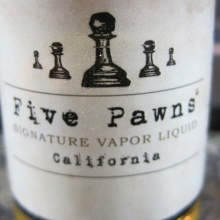 Five Pawns®
SIGNATURE VAPOR LIQUID
California